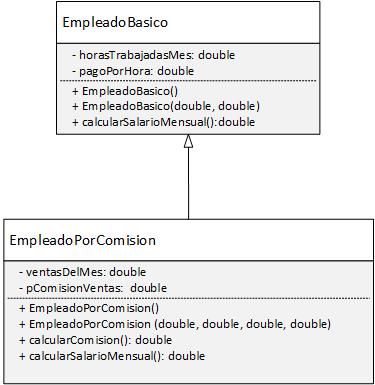 EmpleadoBasico
- horasTrabajadasMes: double
- pagoPorHora: double
+ EmpleadoBasico()
+ EmpleadoBasico(double, double)
+ calcularSalarioMensual():double
EmpleadoPorComision
- ventasDelMes: double
- pComisionVentas: double
+ EmpleadoPorComision()
+ EmpleadoPorComision (double, double, double, double)
+ calcularComision(): double
+ calcularSalarioMensual(): double